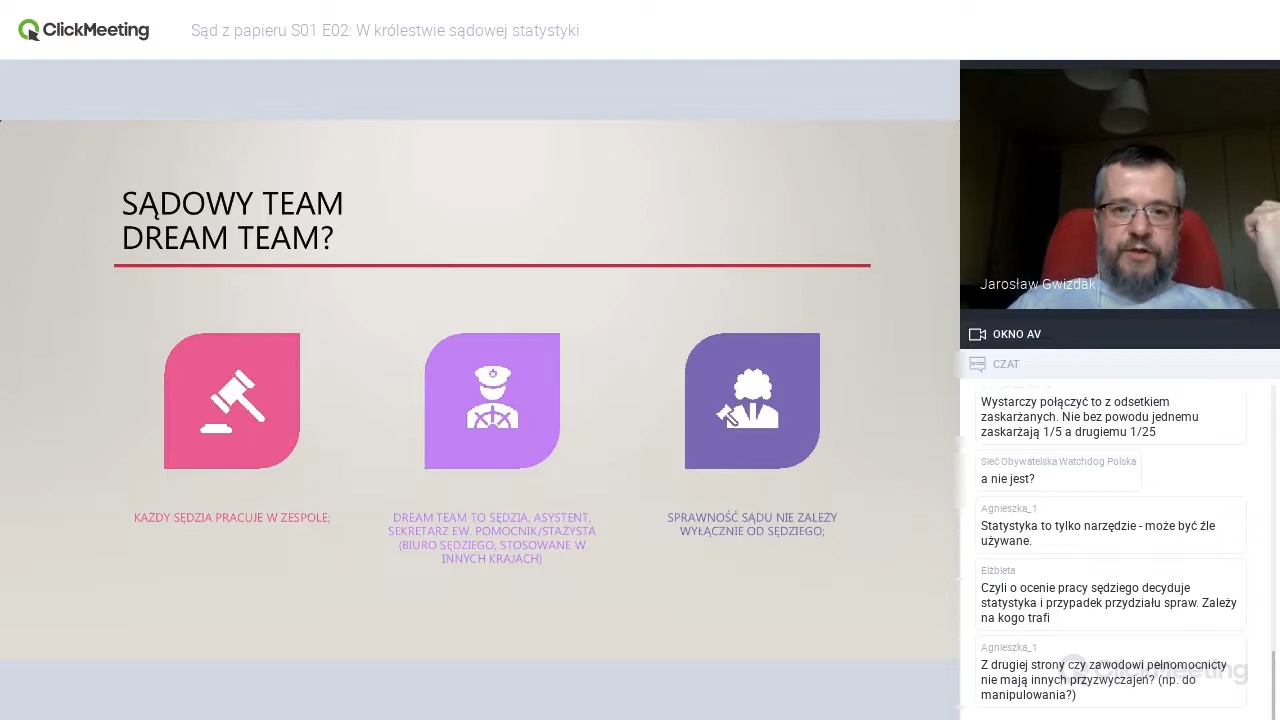 ClickMeeting
Sąd z papieru S01 E02: W królestwie sądowej statystyki
SĄDOWY TEAM
DREAM TEAM?
KAŻDY SĘDZIA PRACUJE W ZESPOLE;
DREAM TEAM TO SĘDZIA, ASYSTENT,
SEKRETARZ EW. POMOCNIK/STAŻYSTA
(BIURO SĘDZIEGO, STOSOWANE W
INNYCH KRAJACH)
SPRAWNOŚĆ SĄDU NIE ZALEŻY
WYŁĄCZNIE OD SĘDZIEGO;
Jarosław Gwizdak
OKNO AV
CZAT
Wystarczy połączyć to z odsetkiem
zaskarżanych. Nie bez powodu jednemu
zaskarżają 1/5 a drugiemu 1/25
Sieć Obywatelska Watchdog Polska
a nie jest?
Agnieszka_1
Statystyka to tylko narzędzie - może być źle
używane.
Elżbieta
Czyli o ocenie pracy sędziego decyduje
statystyka i przypadek przydziału spraw. Zależy
na kogo trafi
Agnieszka_1
Z drugiej strony czy zawodowi pełnomocnicy
nie mają innych przyzwyczajeń? (np. do
manipulowania?)
ClickMeeting